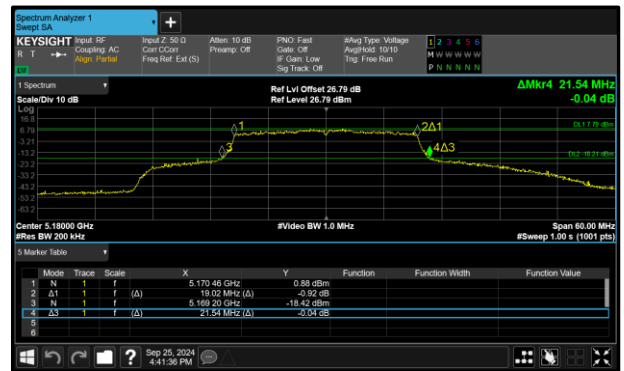 Spectrum Analyzer 1
Swept SA
+
KEYSIGHT Input: RF Input Z: 50 Ω Atten: 10 dB PNO: Fast #Avg Type: Voltage 1 2 3 4 5 6
R T Coupling: AC Corr CCorr Preamp: Off Gate: Off Avg|Hold: 10/10 M W W W W W
Align: Partial Freq Ref: Ext (S) IF Gain: Low Trig: Free Run
LW Sig Track: Off P N N N N N
1 Spectrum
Ref Lvl Offset 26.79 dB ΔMkr4 21.54 MHz
Scale/Div 10 dB Ref Level 26.79 dBm -0.04 dB
Log
16.8
6.79 1 2Δ1 DL1 7.79 dBm
-3.21
-13.2 3 4Δ3 DL2 -18.21 dBm
-23.2
-33.2
-43.2
-53.2
-63.2
Center 5.18000 GHz #Video BW 1.0 MHz Span 60.00 MHz
#Res BW 200 kHz #Sweep 1.00 s (1001 pts)
5 Marker Table
Mode Trace Scale X Y Function Function Width Function Value
1 N 1 f 5.170 46 GHz 0.88 dBm
2 Δ1 1 f (Δ) 19.02 MHz (Δ) -0.92 dB
3 N 1 f 5.169 20 GHz -18.42 dBm
4 Δ3 1 f (Δ) 21.54 MHz (Δ) -0.04 dB
5
6
? Sep 25, 2024
4:41:36 PM